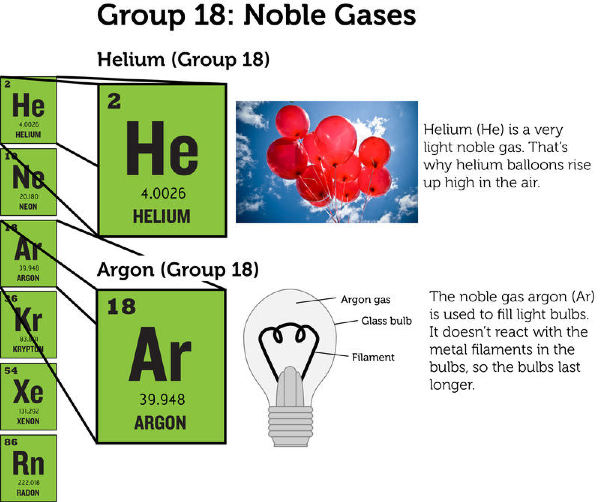 Group 18: Noble Gases
Helium (Group 18)
2
He
4.0026
HELIUM
10
Ne
20.180
NEON
18
Ar
39.948
ARGON
36
Kr
KRYPTON
54
Xe
131.292
XENON
86
Rn
222.018
RADON
2
He
4.0026
HELIUM
Helium (He) is a very
light noble gas. That's
why helium balloons rise
up high in the air.
Argon (Group 18)
18
Ar
39.948
ARGON
Argon gas
Glass bulb
Filament
The noble gas argon (Ar)
is used to fill light bulbs.
It doesn't react with the
metal filaments in the
bulbs, so the bulbs last
longer.